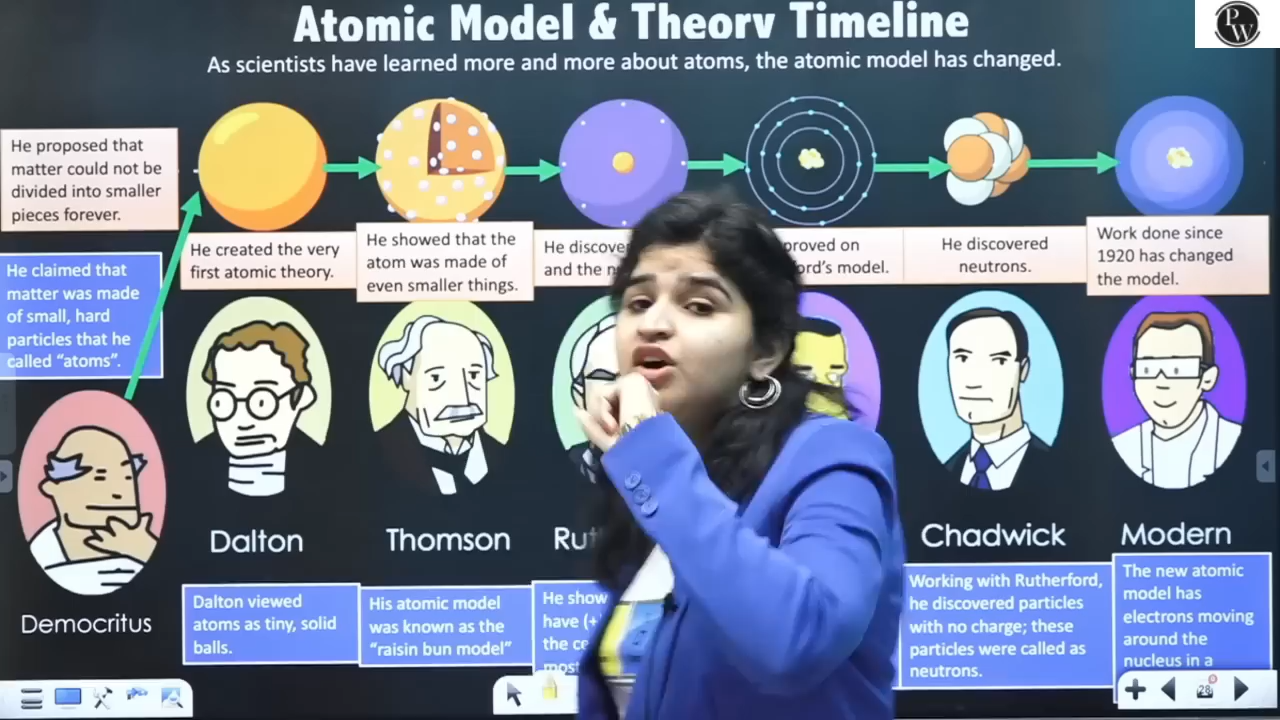 Atomic Model & Theory Timeline
As scientists have learned more and more about atoms, the atomic model has changed.
P
W
He proposed that
matter could not be
divided into smaller
pieces forever.
He claimed that
matter was made
of small, hard
particles that he
called “atoms”.
Democritus
He created the very
first atomic theory.
Dalton
Dalton viewed
atoms as tiny, solid
balls.
He showed that the
atom was made of
even smaller things.
Thomson
His atomic model
was known as the
“raisin bun model”
He
and the
He show
have (+
the
most
proved on
model.
He discovered
neutrons.
Chadwick
Working with Rutherford,
he discovered particles
with no charge; these
particles were called as
neutrons.
Work done since
1920 has changed
the model.
Modern
The new atomic
model has
electrons moving
around the
nucleus in a
28